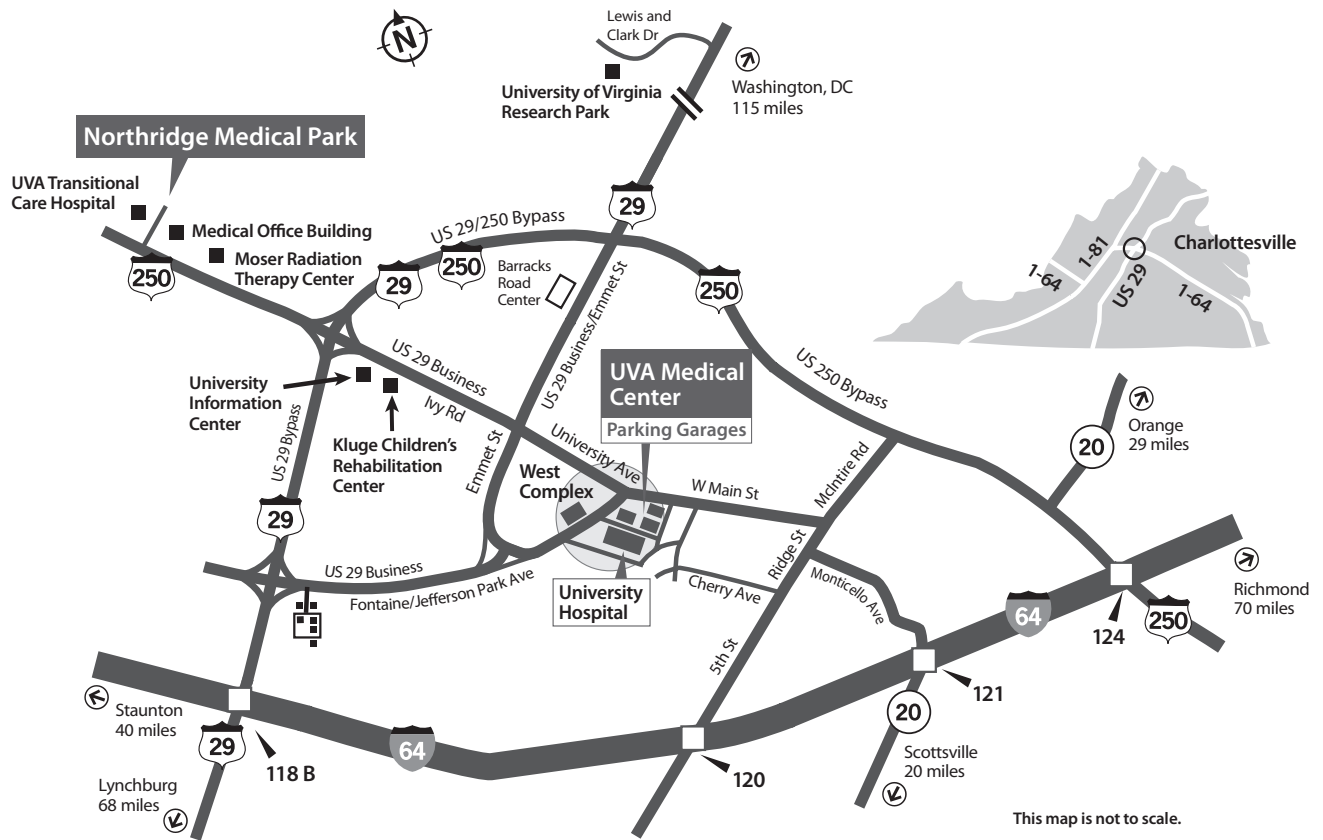 N
Lewis and
Clark Dr
University of Virginia
Research Park
Washington, DC
115 miles
Northridge Medical Park
UVA Transitional
Care Hospital
Medical Office Building
Moser Radiation
Therapy Center
250
29
250
US 29/250 Bypass
29
Barracks
Road
Center
US 29 Business/Emmet St
250
US 250 Bypass
1-64
1-81
US 29
1-64
Charlottesville
US 29 Business
Ivy Rd
University
Information
Center
Kluge Children's
Rehabilitation
Center
US 29 Bypass
29
Emmet St
University Ave
UVA Medical
Center
Parking Garages
West
Complex
W Main St
McIntire Rd
20
Orange
29 miles
US 29 Business
Fontaine/Jefferson Park Ave
University
Hospital
Cherry Ave
Ridge St
Monticello Ave
5th St
64
124
250
Richmond
70 miles
121
20
Scottsville
20 miles
120
64
118 B
29
Staunton
40 miles
Lynchburg
68 miles
This map is not to scale.